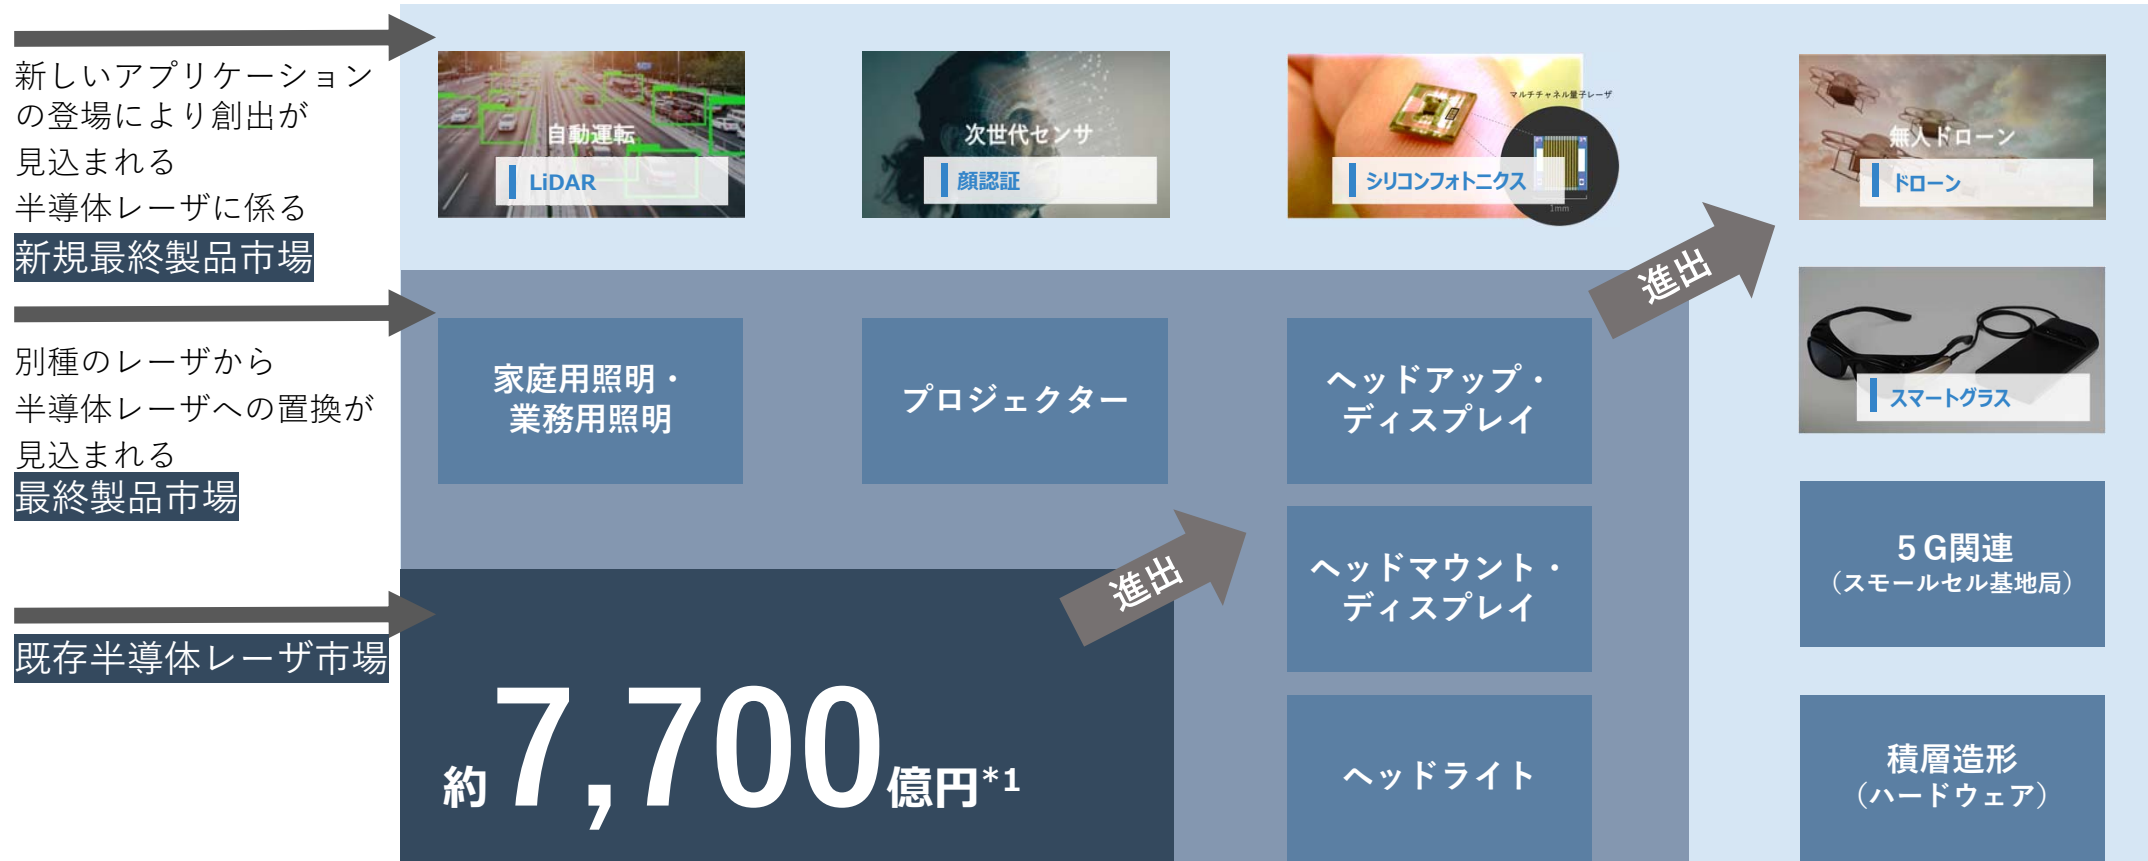 新しいアプリケーション
の登場により創出が
見込まれる
半導体レーザに係る
新規最終製品市場
自動運転
LiDAR
次世代センサ
顔認証
マルチチャネル量子レーザ
シリコンフォトニクス
1mm
無人ドローン
ドローン
進出
スマートグラス
別種のレーザから
半導体レーザへの置換が
見込まれる
最終製品市場
家庭用照明・
業務用照明
プロジェクター
ヘッドアップ・
ディスプレイ
進出
ヘッドマウント・
ディスプレイ
５G関連
（スモールセル基地局）
既存半導体レーザ市場
約7,700億円*1
ヘッドライト
積層造形
（ハードウェア）